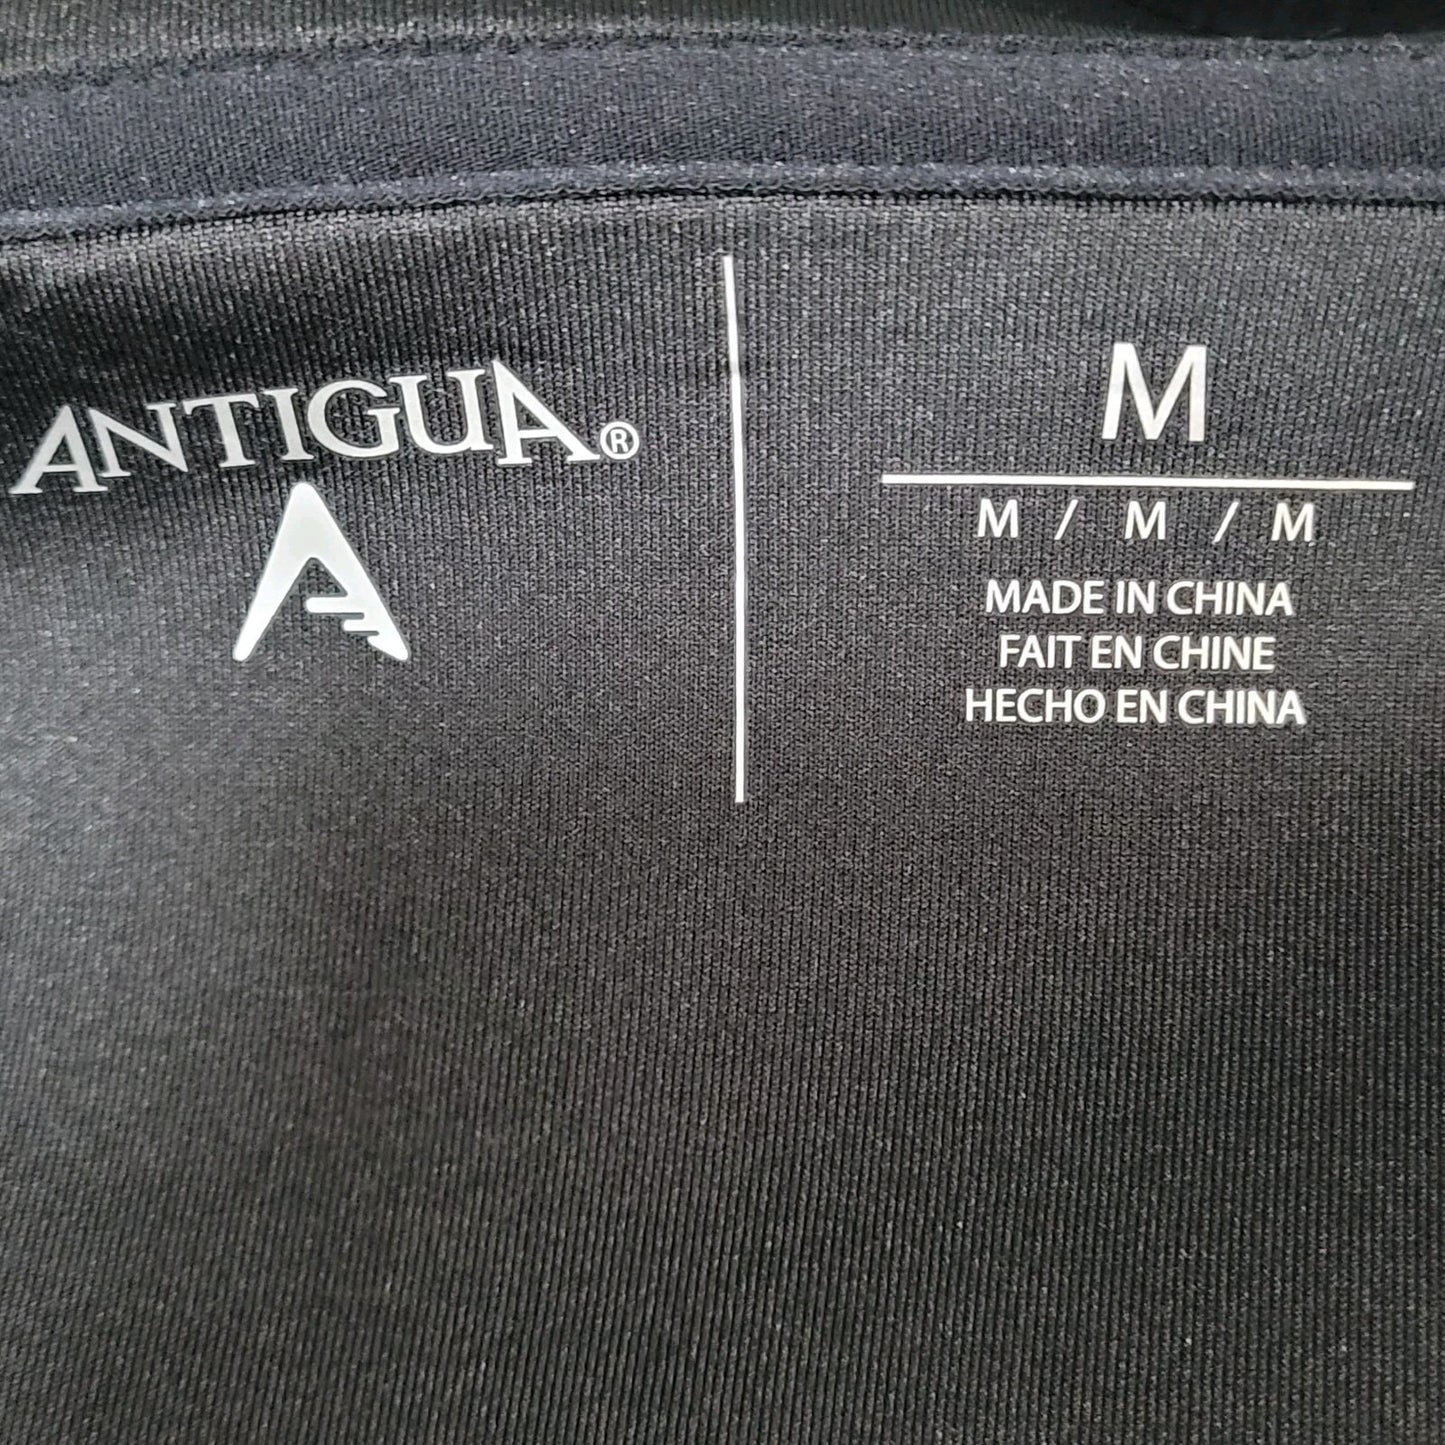 ANTIGUA®
M
M / M / M
MADE IN CHINA
FAIT EN CHINE
HECHO EN CHINA